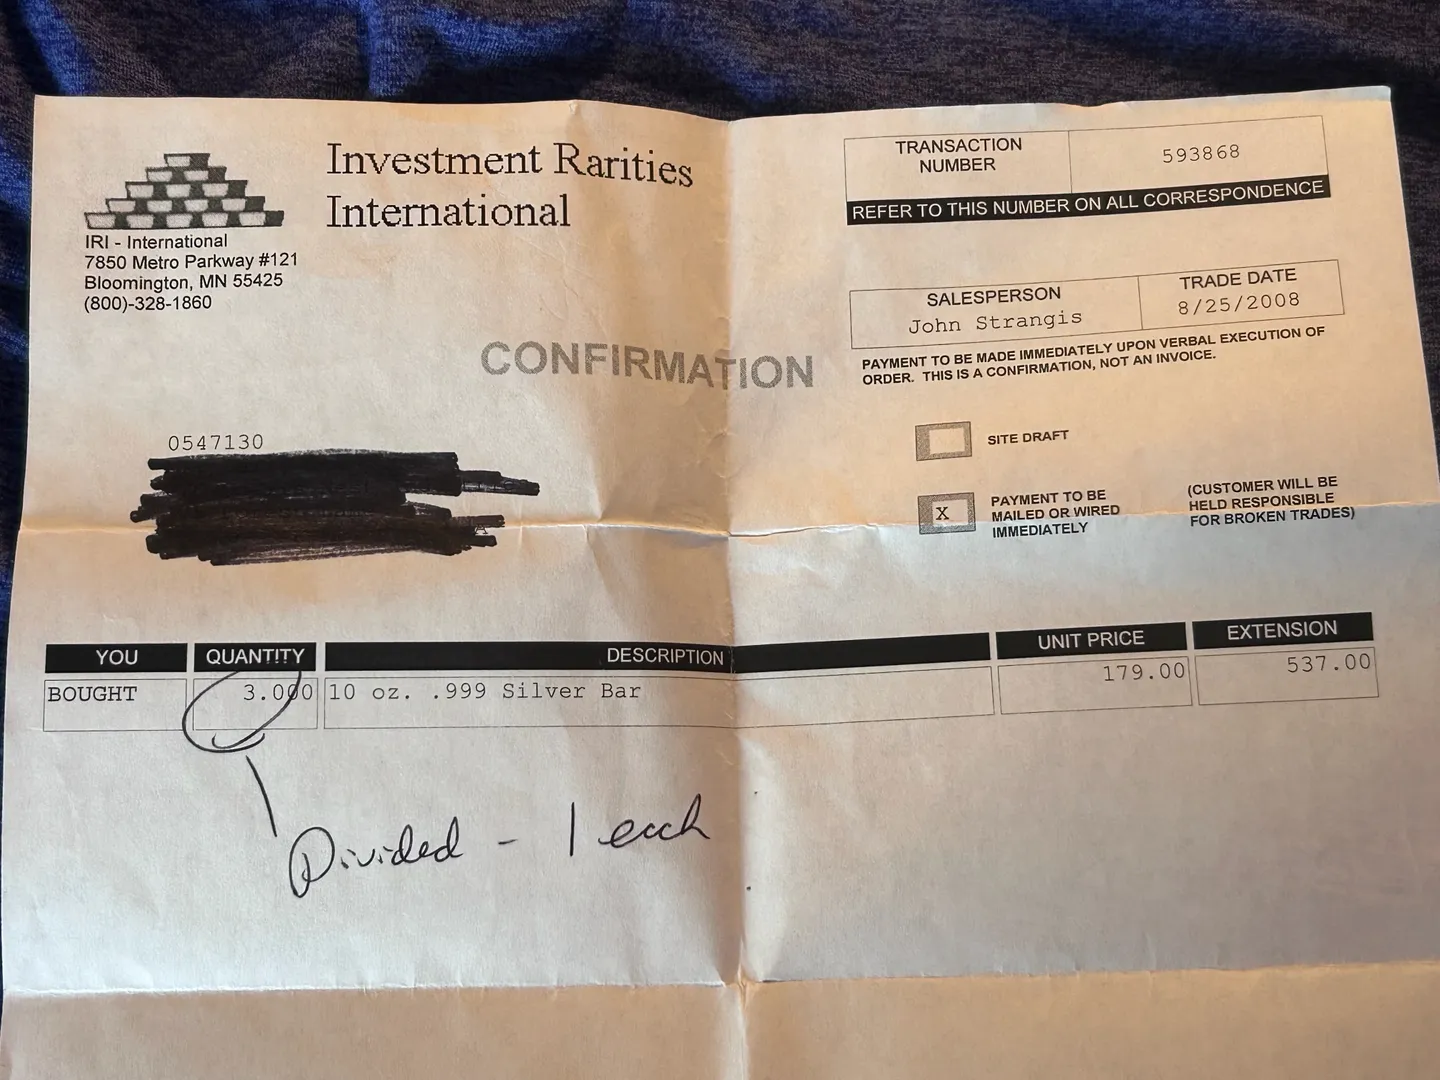 Investment Rarities
International
IRI - International
7850 Metro Parkway #121
Bloomington, MN 55425
(800)-328-1860
TRANSACTION
NUMBER
593868
REFER TO THIS NUMBER ON ALL CORRESPONDENCE
SALESPERSON
John Strangis
TRADE DATE
8/25/2008
PAYMENT TO BE MADE IMMEDIATELY UPON VERBAL EXECUTION OF
ORDER. THIS IS A CONFIRMATION, NOT AN INVOICE.
CONFIRMATION
SITE DRAFT
0547130
X
PAYMENT TO BE
MAILED OR WIRED
IMMEDIATELY
(CUSTOMER WILL BE
HELD RESPONSIBLE
FOR BROKEN TRADES)
YOU QUANTITY DESCRIPTION UNIT PRICE EXTENSION
BOUGHT 3.000 10 oz. .999 Silver Bar 179.00 537.00
Divided - 1 each